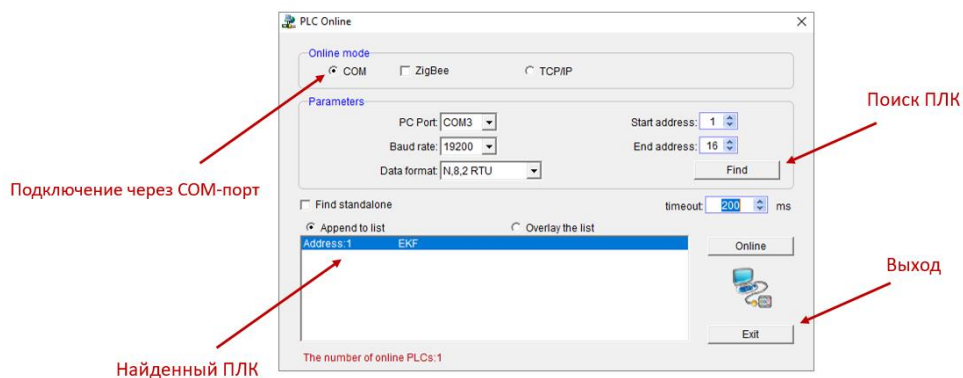 PLC Online
Online mode
COM ZigBee TCP/IP
Parameters
Поиск ПЛК
PC Port: COM3 Start address: 1
Baud rate: 19200 End address: 16
Data format: N,8,2 RTU Find
Подключение через COM-порт
Find standalone timeout: 200 ms
Append to list Overlay the list
Address:1 EKF
Online
Выход
Exit
The number of online PLCs:1
Найденный ПЛК